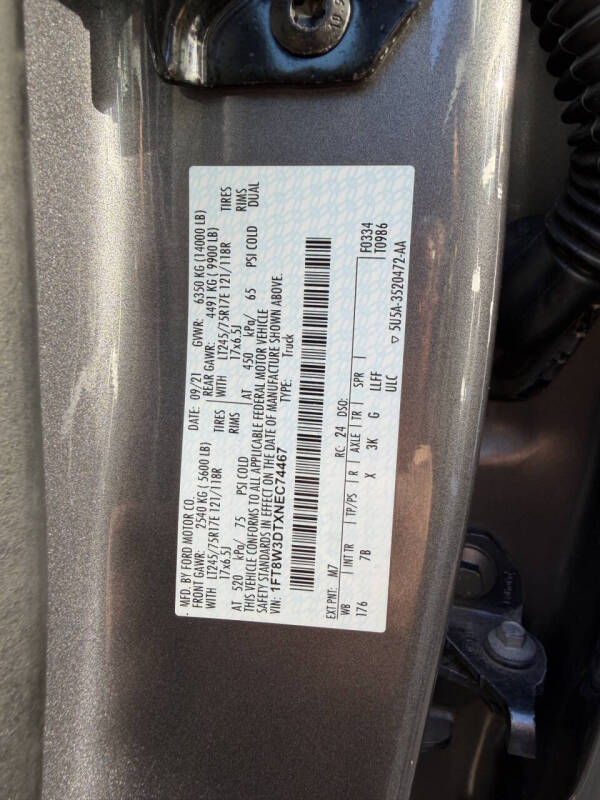 MFD. BY FORD MOTOR CO.
DATE: 09/21 GVWR: 6350 KG (14000 LB)
FRONT GAWR: 2540 KG ( 5600 LB) REAR GAWR: 4491 KG ( 9900 LB)
WITH LT245/75R17E 121/118R TIRES WITH LT245/75R17E 121/118R TIRES
17x6.5J RIMS 17x6.5J RIMS
AT 520 kPa/ 75 PSI COLD AT 450 kPa/ 65 PSI COLD DUAL
THIS VEHICLE CONFORMS TO ALL APPLICABLE FEDERAL MOTOR VEHICLE
SAFETY STANDARDS IN EFFECT ON THE DATE OF MANUFACTURE SHOWN ABOVE.
VIN: 1FT8W3DTXNEC74467 TYPE: Truck
EXT PNT: M7 RC: 24 DSO: F0334
WB INT TR TP/PS R AXLE TR SPR T0986
176 7B X 3K G LLFF
ULC ▽ 5U5A-3520472-AA
10